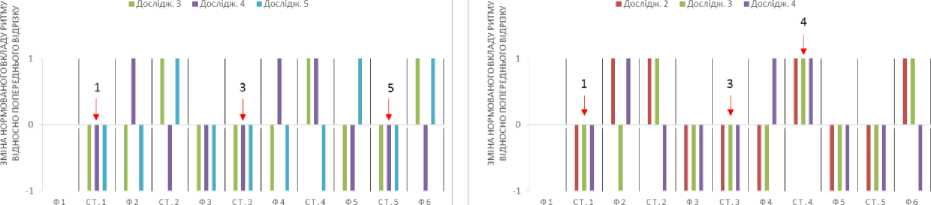 Дослідж. 3 Дослідж. 4 Дослідж. 5
ЗМІНА НОРМОВАНОГО ВКЛАДУ РИТМУ
ВІДНОСНО ПОПЕРЕДНЬОГО ВІДРІЗКУ
1
0
-1
1
3
5
Ф1 СТ.1 Ф2 СТ.2 Ф3 СТ.3 Ф4 СТ.4 Ф5 СТ.5 Ф6
Дослідж. 2 Дослідж. 3 Дослідж. 4
ЗМІНА НОРМОВАНОГО ВКЛАДУ РИТМУ
ВІДНОСНО ПОПЕРЕДНЬОГО ВІДРІЗКУ
1
0
-1
1
3
4
Ф1 СТ.1 Ф2 СТ.2 Ф3 СТ.3 Ф4 СТ.4 Ф5 СТ.5 Ф6